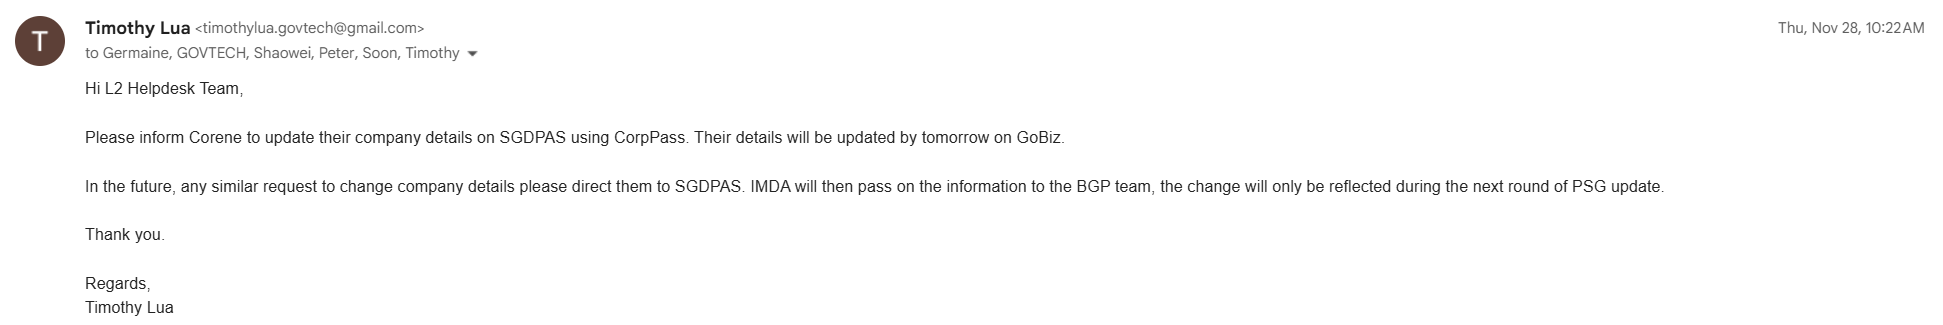 T
Timothy Lua <timothylua.govtech@gmail.com>
Thu, Nov 28, 10:22 AM
to Germaine, GOVTECH, Shaowei, Peter, Soon, Timothy
Hi L2 Helpdesk Team,
Please inform Corene to update their company details on SGDPAS using CorpPass. Their details will be updated by tomorrow on GoBiz.
In the future, any similar request to change company details please direct them to SGDPAS. IMDA will then pass on the information to the BGP team, the change will only be reflected during the next round of PSG update.
Thank you.
Regards,
Timothy Lua